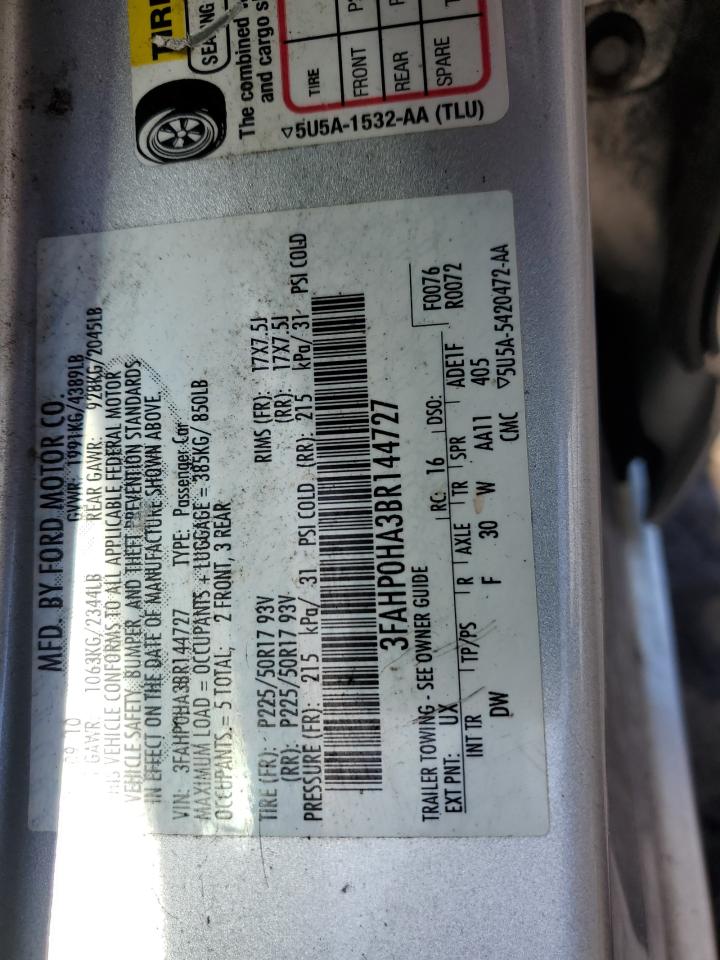 TIRE
SEATING
The combined
and cargo
TIRE
FRONT
REAR
SPARE
▽5U5A-1532-AA (TLU)
MFD. BY FORD MOTOR CO.
GVWR: 1991KG/4389LB
1063KG/2344LB REAR GAWR: 928KG/2045LB
VEHICLE CONFORMS TO ALL APPLICABLE FEDERAL MOTOR
VEHICLE SAFETY, BUMPER, AND THEFT PREVENTION STANDARDS
IN EFFECT ON THE DATE OF MANUFACTURE SHOWN ABOVE.
VIN: 3FAHP0HA3BR144727 TYPE: Passenger Car
MAXIMUM LOAD = OCCUPANTS + LUGGAGE = 385KG/ 850LB
OCCUPANTS = 5 TOTAL; 2 FRONT, 3 REAR
TIRE (FR): P225/50R17 93V RIMS (FR): 17X7.5J
(RR): P225/50R17 93V (RR): 17X7.5J
PRESSURE (FR): 215 kPa/ 31 PSI COLD (RR): 215 kPa/ 31 PSI COLD
3FAHP0HA3BR144727
TRAILER TOWING - SEE OWNER GUIDE
F0076
EXT PNT: UX RC: 16 DSO: R0072
INT TR TP/PS R AXLE TR SPR ADE1F
DW F 30 W AA11 405
CMC ▽5U5A-5420472-AA